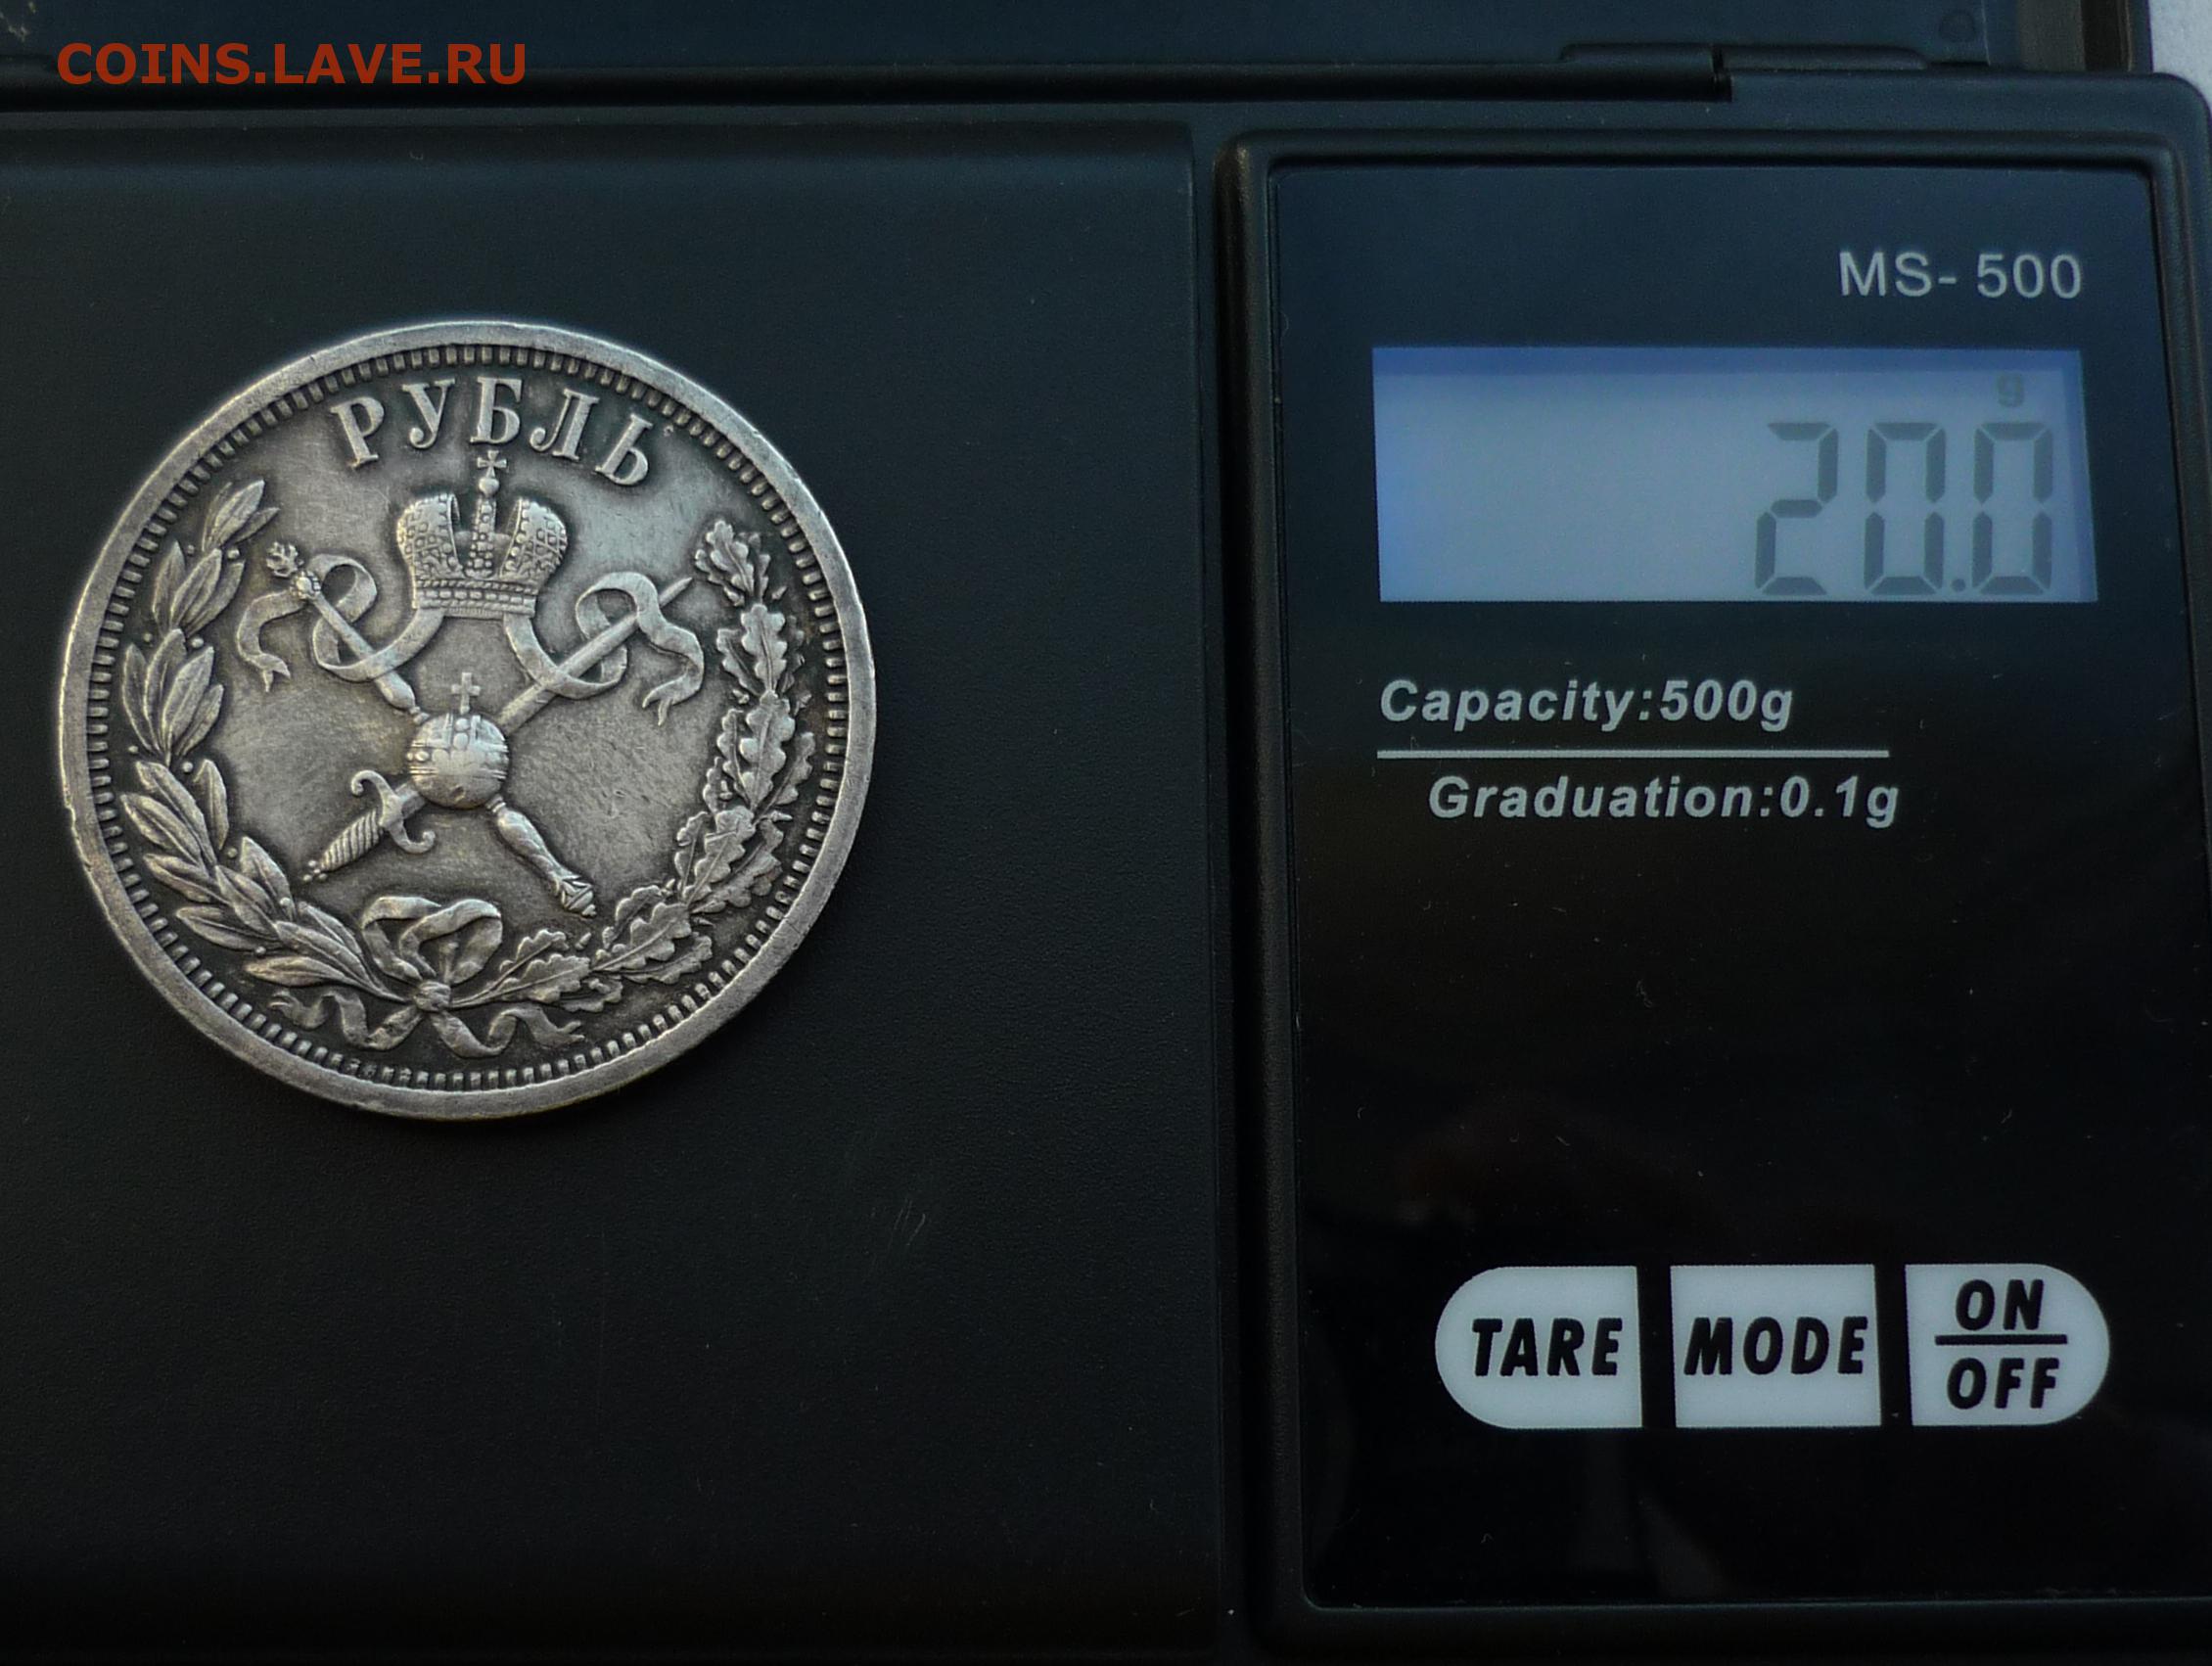 COINS.LAVE.RU
РУБЛЬ
MS- 500
g
20.0
Capacity:500g
Graduation:0.1g
TARE
MODE
ON
OFF